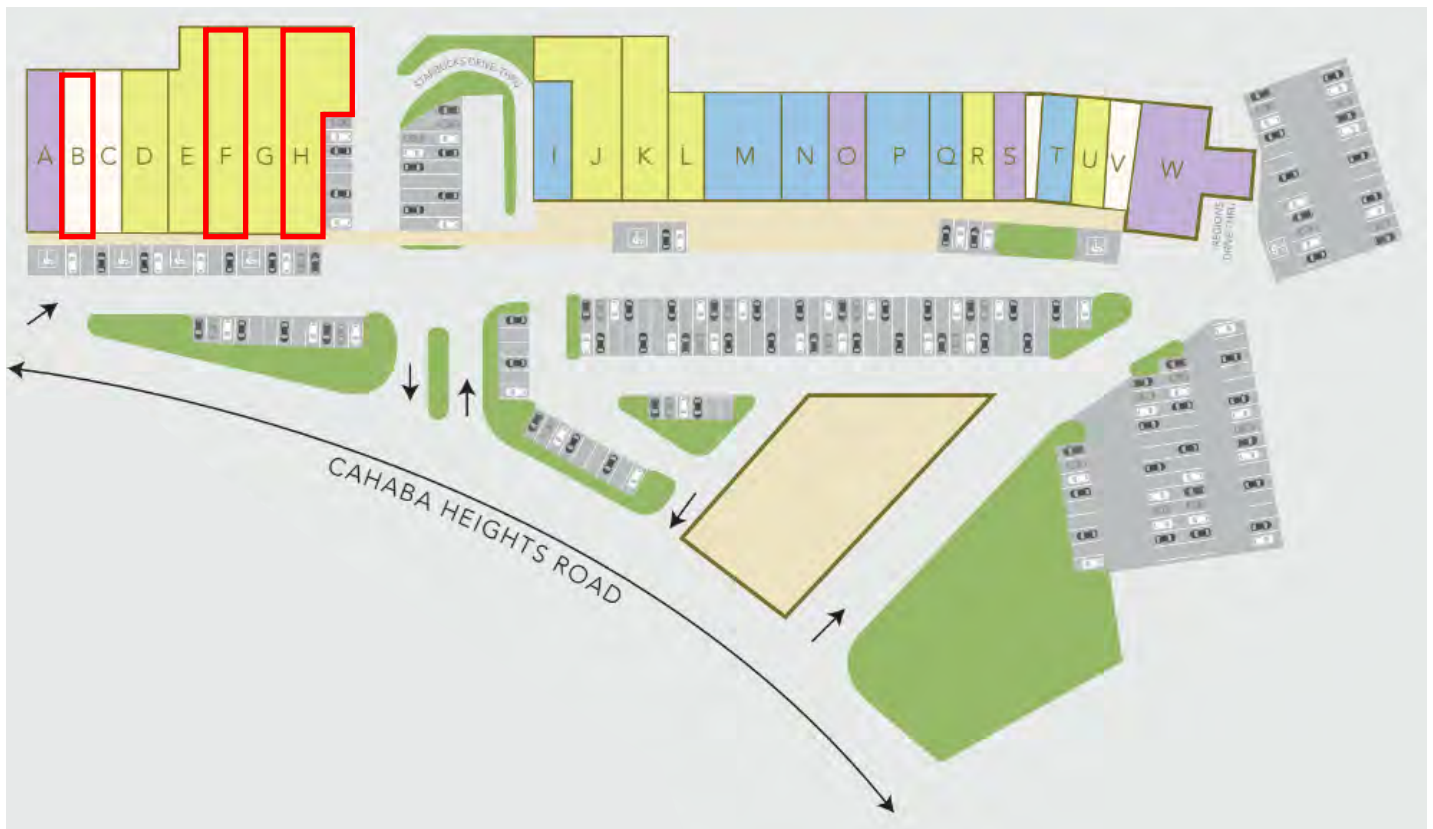 STARBUCKS DRIVE-THRU
A B C D E F G H I J K L M N O P Q R S T U V W
REGIONS
DRIVE-THRU
CAHABA HEIGHTS ROAD